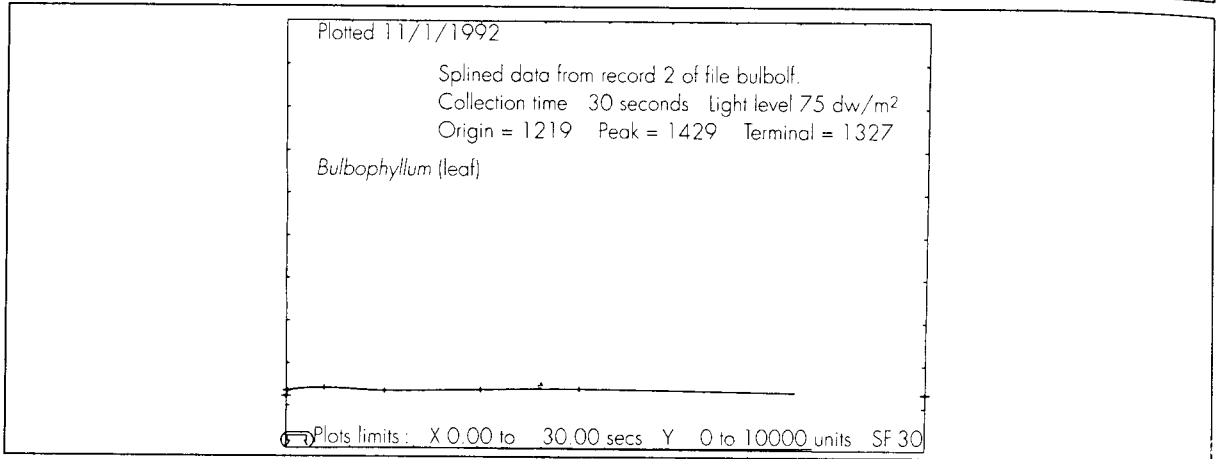 Plotted 11/1/1992
Splined data from record 2 of file bulbolf.
Collection time 30 seconds Light level 75 dw/m²
Origin = 1219 Peak = 1429 Terminal = 1327
Bulbophyllum (leaf)
Plots limits : X 0.00 to 30.00 secs Y 0 to 10000 units SF 30